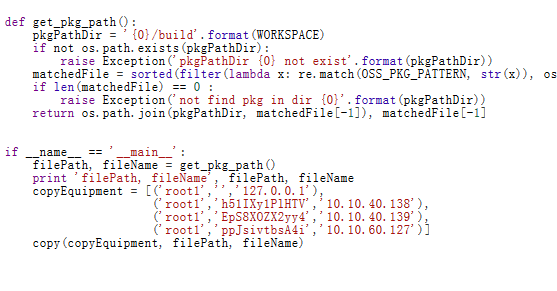 def get_pkg_path():
    pkgPathDir = '{0}/build'.format(WORKSPACE)
    if not os.path.exists(pkgPathDir):
        raise Exception('pkgPathDir {0} not exist'.format(pkgPathDir))
    matchedFile = sorted(filter(lambda x: re.match(OSS_PKG_PATTERN, str(x)), os
    if len(matchedFile) == 0 :
        raise Exception('not find pkg in dir {0}'.format(pkgPathDir))
    return os.path.join(pkgPathDir, matchedFile[-1]), matchedFile[-1]
if __name__ == '__main__':
    filePath, fileName = get_pkg_path()
    print 'filePath, fileName', filePath, fileName
    copyEquipment = [('root1','','127.0.0.1'),
                     ('root1','h51IXy1PlHTV','10.10.40.138'),
                     ('root1','EpS8XOZX2yy4','10.10.40.139'),
                     ('root1','ppJsivtbsA4i','10.10.60.127')]
    copy(copyEquipment, filePath, fileName)